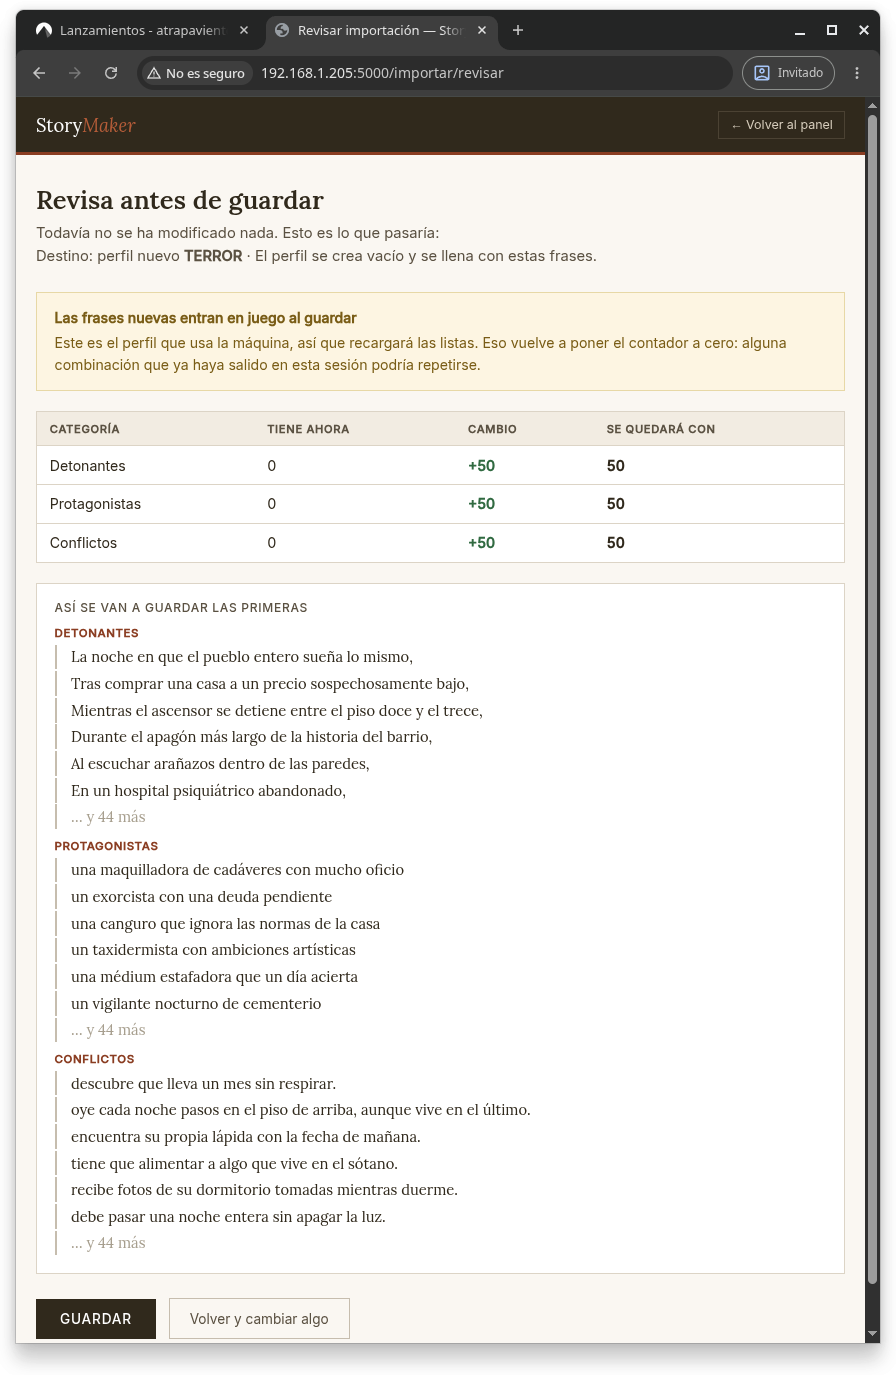 Lanzamientos - atrapavient
Revisar importación — Stor
No es seguro
192.168.1.205:5000/importar/revisar
Invitado
StoryMaker
← Volver al panel
Revisa antes de guardar
Todavía no se ha modificado nada. Esto es lo que pasaría:
Destino: perfil nuevo TERROR · El perfil se crea vacío y se llena con estas frases.
Las frases nuevas entran en juego al guardar
Este es el perfil que usa la máquina, así que recargará las listas. Eso vuelve a poner el contador a cero: alguna
combinación que ya haya salido en esta sesión podría repetirse.
CATEGORÍA TIENE AHORA CAMBIO SE QUEDARÁ CON
Detonantes 0 +50 50
Protagonistas 0 +50 50
Conflictos 0 +50 50
ASÍ SE VAN A GUARDAR LAS PRIMERAS
DETONANTES
La noche en que el pueblo entero sueña lo mismo,
Tras comprar una casa a un precio sospechosamente bajo,
Mientras el ascensor se detiene entre el piso doce y el trece,
Durante el apagón más largo de la historia del barrio,
Al escuchar arañazos dentro de las paredes,
En un hospital psiquiátrico abandonado,
... y 44 más
PROTAGONISTAS
una maquilladora de cadáveres con mucho oficio
un exorcista con una deuda pendiente
una canguro que ignora las normas de la casa
un taxidermista con ambiciones artísticas
una médium estafadora que un día acierta
un vigilante nocturno de cementerio
... y 44 más
CONFLICTOS
descubre que lleva un mes sin respirar.
oye cada noche pasos en el piso de arriba, aunque vive en el último.
encuentra su propia lápida con la fecha de mañana.
tiene que alimentar a algo que vive en el sótano.
recibe fotos de su dormitorio tomadas mientras duerme.
debe pasar una noche entera sin apagar la luz.
... y 44 más
GUARDAR
Volver y cambiar algo